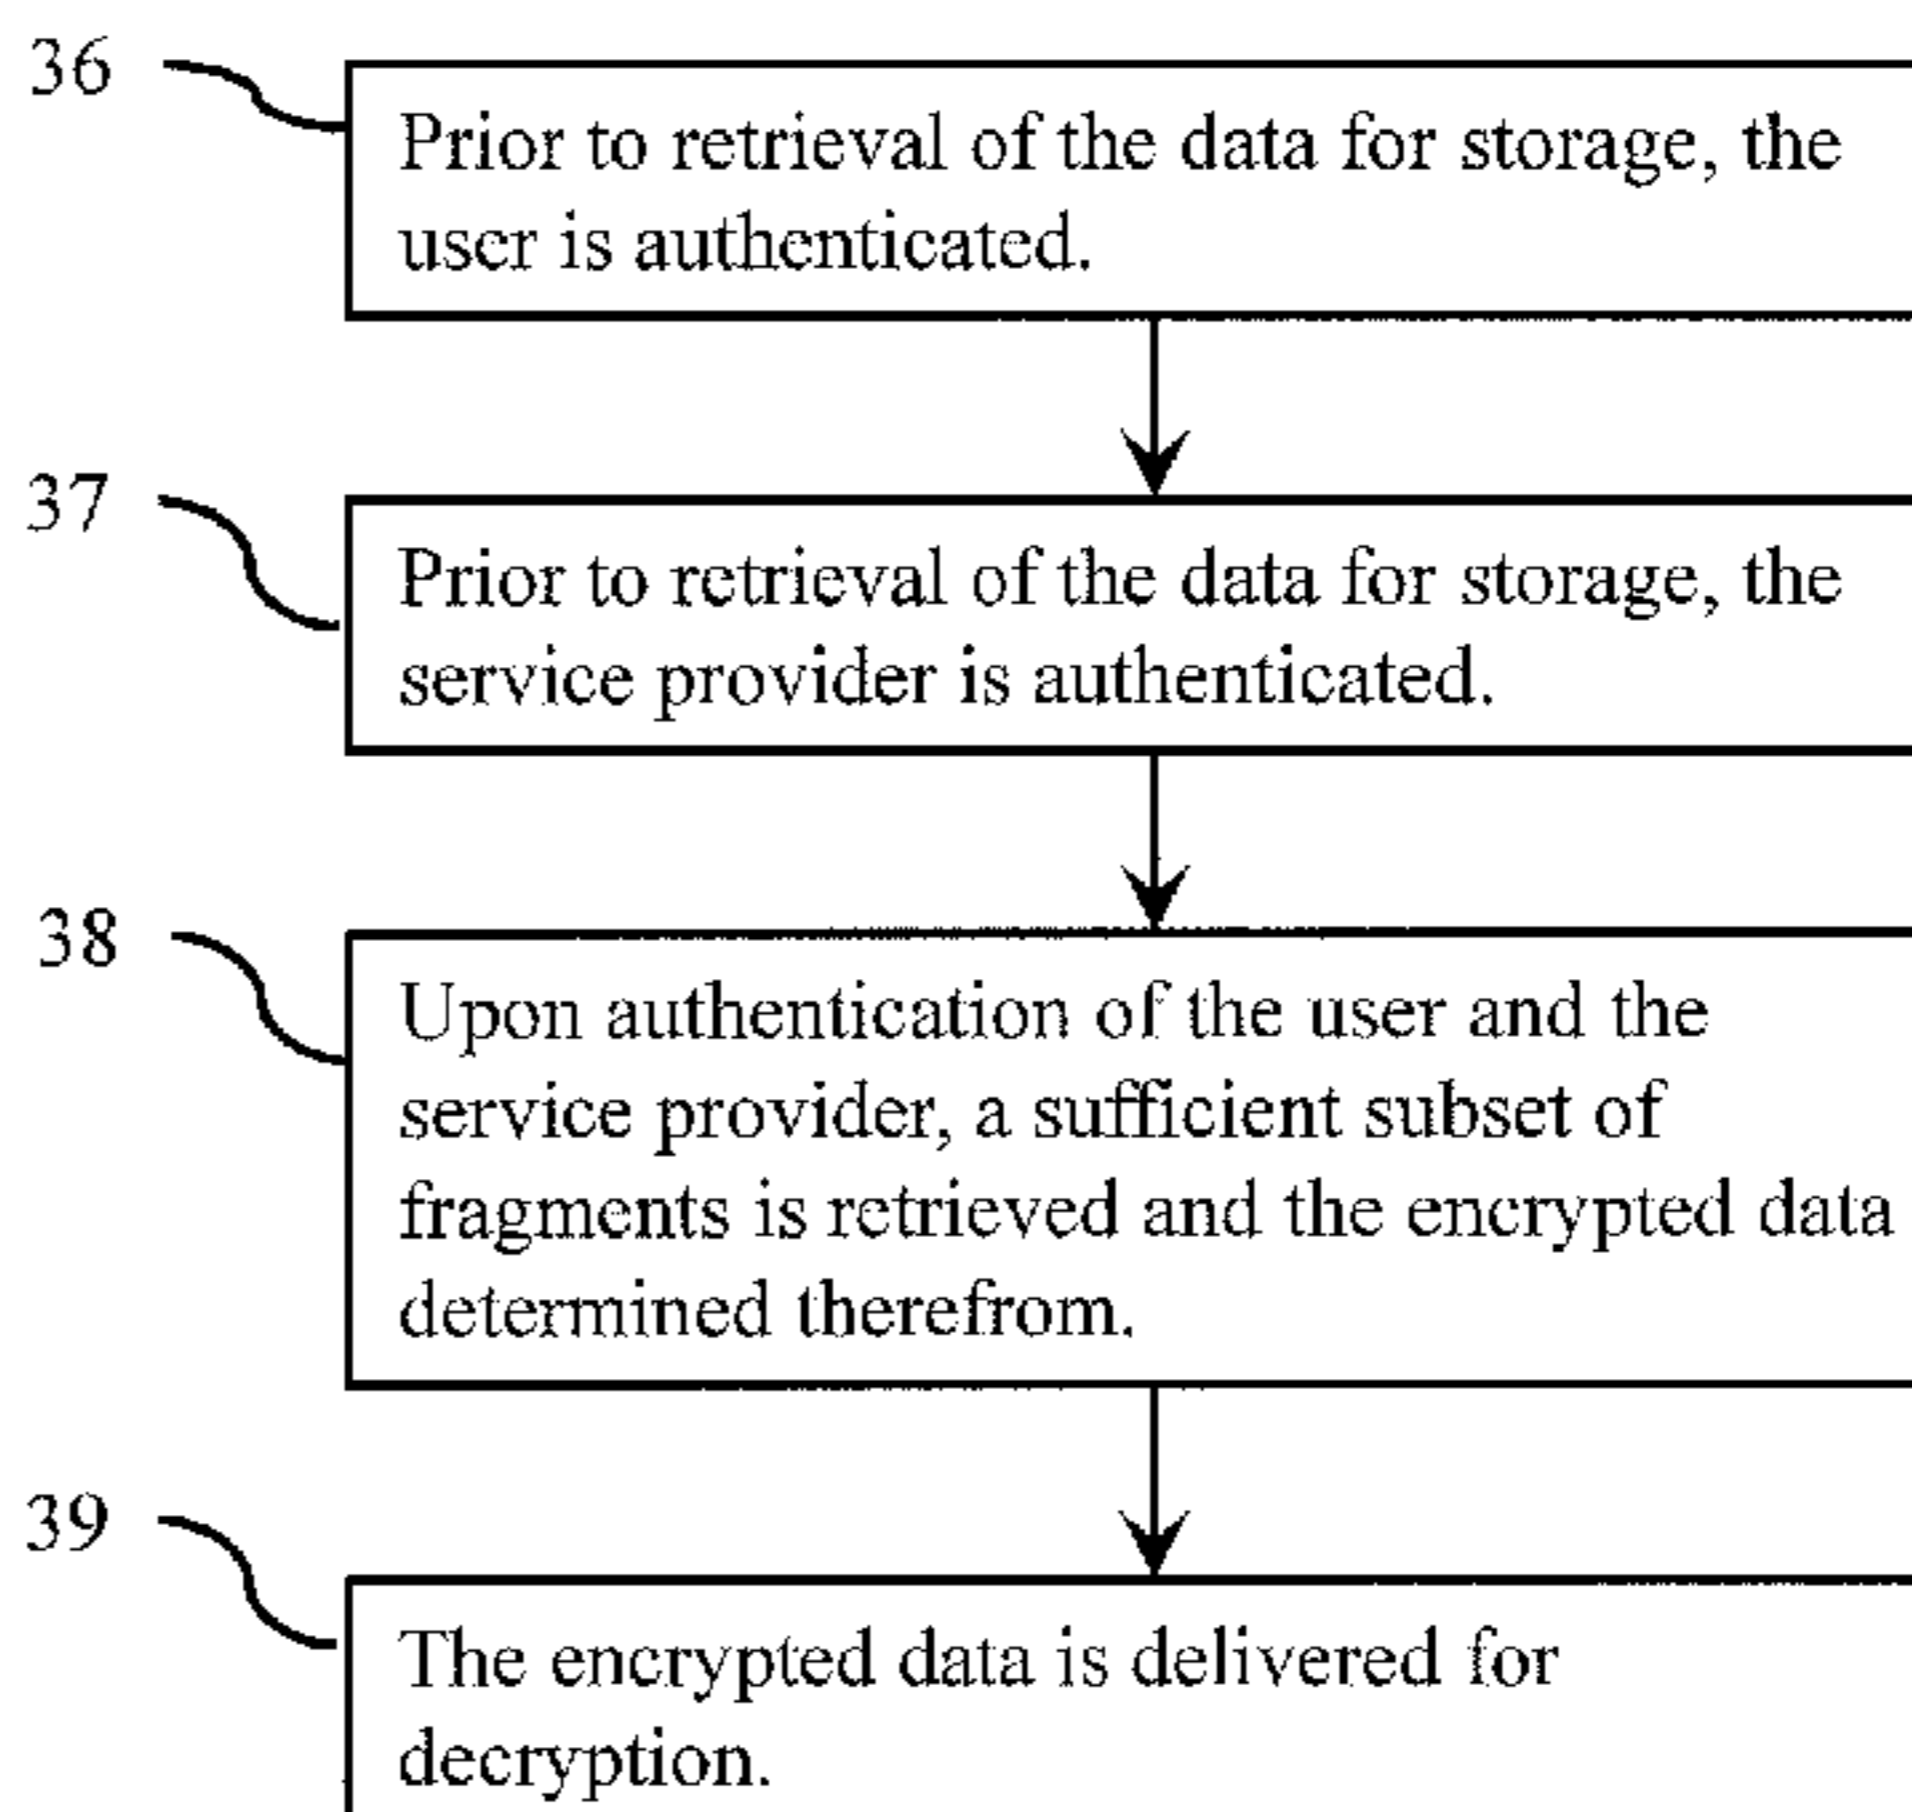 36
Prior to retrieval of the data for storage, the
user is authenticated.
37
Prior to retrieval of the data for storage, the
service provider is authenticated.
38
Upon authentication of the user and the
service provider, a sufficient subset of
fragments is retrieved and the encrypted data
determined therefrom.
39
The encrypted data is delivered for
decryption.